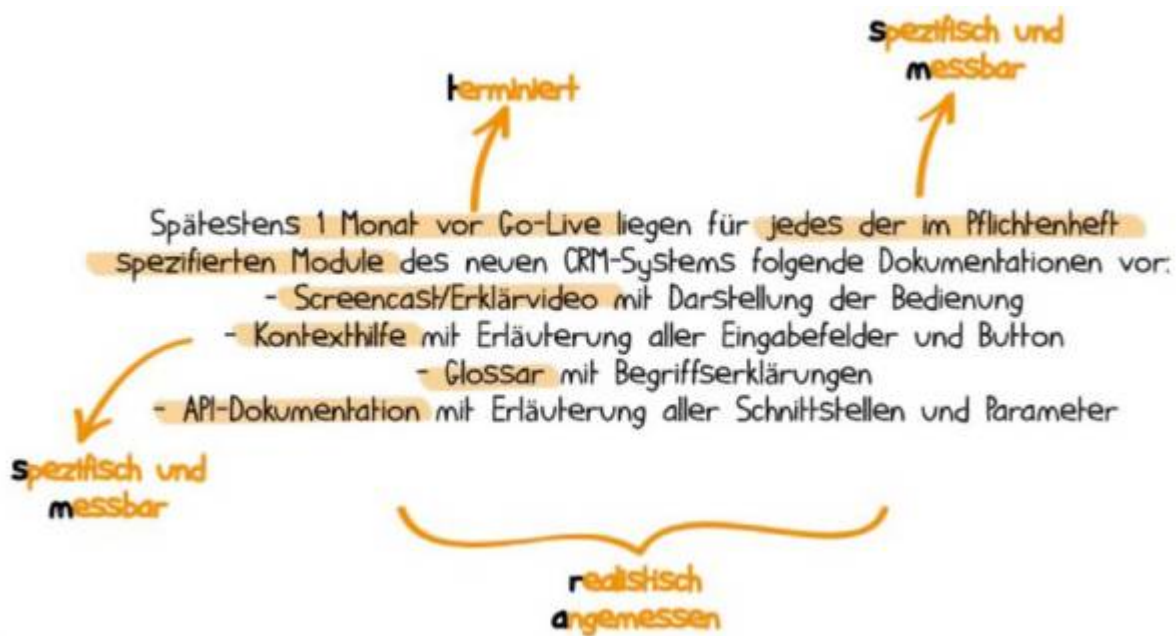 spezifisch und
messbar
terminiert
Spätestens 1 Monat vor Go-Live liegen für jedes der im Pflichtenheft
spezifierten Module des neuen CRM-Systems folgende Dokumentationen vor:
- Screencast/Erklärvideo mit Darstellung der Bedienung
- Kontexthilfe mit Erläuterung aller Eingabefelder und Button
- Glossar mit Begriffserklärungen
- API-Dokumentation mit Erläuterung aller Schnittstellen und Parameter
spezifisch und
messbar
realistisch
angemessen